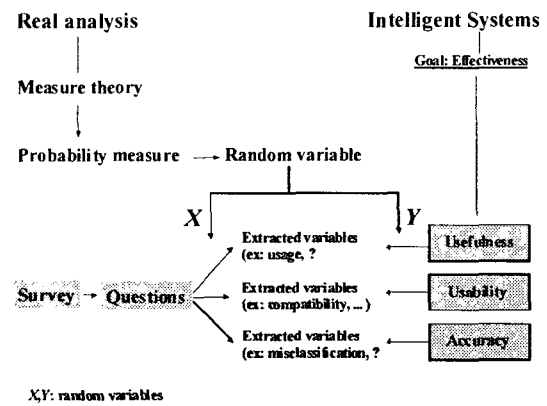 Real analysis
Intelligent Systems
Goal: Effectiveness
Measure theory
Probability measure
Random variable
X
Y
Extracted variables
(ex: usage, ?
Usefulness
Survey
Questions
Extracted variables
(ex: compatibility, ...)
Usability
Extracted variables
(ex: misclassification, ?
Accuracy
X,Y: random variables